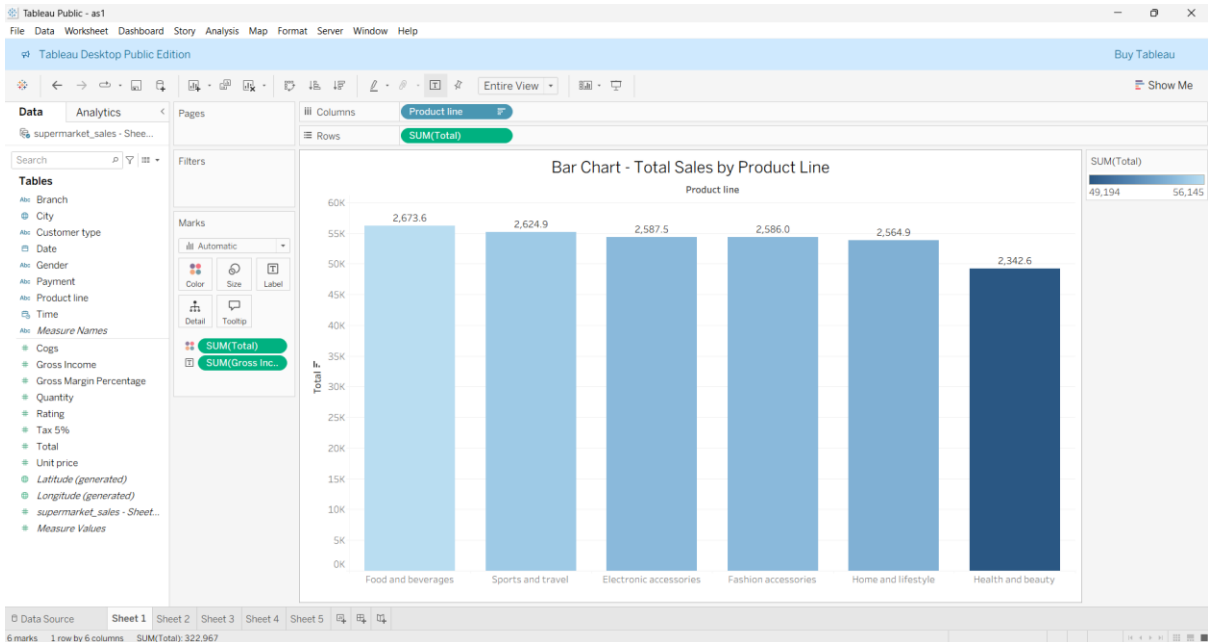 Tableau Public - as1
File Data Worksheet Dashboard Story Analysis Map Format Server Window Help
Tableau Desktop Public Edition
Buy Tableau
Entire View
Show Me
Data
Analytics
supermarket_sales - Shee...
Search
Tables
Abc Branch
City
Abc Customer type
Date
Abc Gender
Abc Payment
Abc Product line
Time
Abc Measure Names
# Cogs
# Gross Income
# Gross Margin Percentage
# Quantity
# Rating
# Tax 5%
# Total
# Unit price
Latitude (generated)
Longitude (generated)
# supermarket_sales - Sheet...
# Measure Values
Pages
Filters
Marks
Automatic
Color Size Label
Detail Tooltip
SUM(Total)
SUM(Gross Inc..
Columns Product line
Rows SUM(Total)
Bar Chart - Total Sales by Product Line
Product line
60K
55K
50K
45K
40K
35K
30K
25K
20K
15K
10K
5K
0K
Total
2,673.6 2,624.9 2,587.5 2,586.0 2,564.9 2,342.6
Food and beverages Sports and travel Electronic accessories Fashion accessories Home and lifestyle Health and beauty
SUM(Total)
49,194 56,145
Data Source Sheet 1 Sheet 2 Sheet 3 Sheet 4 Sheet 5
6 marks 1 row by 6 columns SUM(Total): 322,967